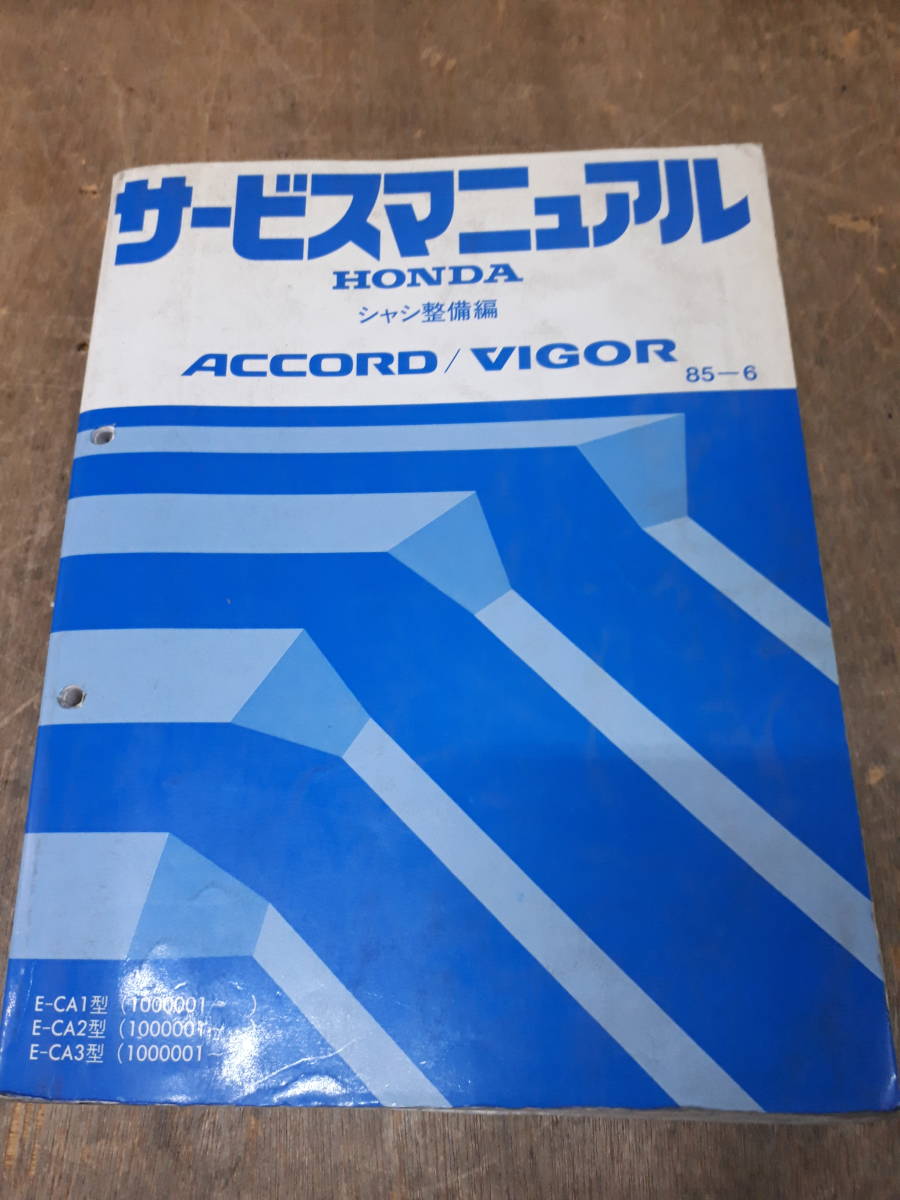 サービスマニュアル
HONDA
シャシ整備編
ACCORD / VIGOR
85-6
E-CA1型 (1000001~ )
E-CA2型 (1000001~ )
E-CA3型 (1000001~